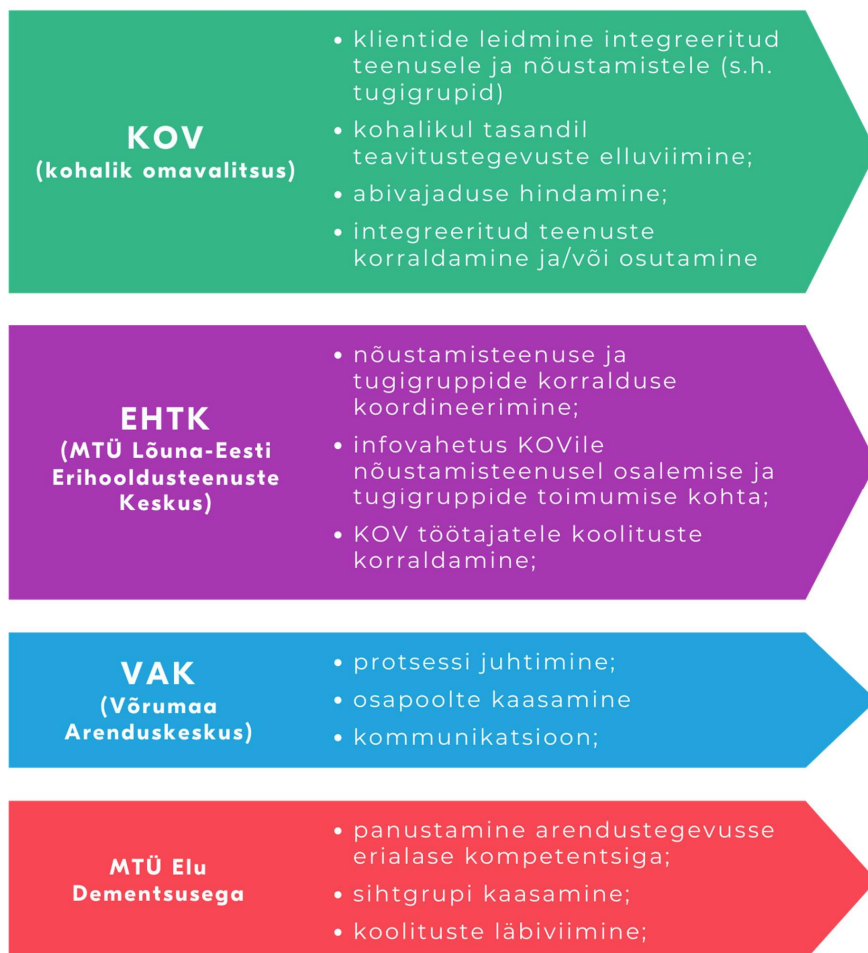 KOV
(kohalik omavalitsus)
• klientide leidmine integreeritud
teenusele ja nõustamistele (s.h.
tugigrupid)
• kohalikul tasandil
teavitustegevuste elluviimine;
• abivajaduse hindamine;
• integreeritud teenuste
korraldamine ja/või osutamine
EHTK
(MTÜ Lõuna-Eesti
Erihooldusteenuste
Keskus)
• nõustamisteenuse ja
tugigruppide korralduse
koordineerimine;
• infovahetus KOVile
nõustamisteenusel osalemise ja
tugigruppide toimumise kohta;
• KOV töötajatele koolituste
korraldamine;
VAK
(Võrumaa
Arenduskeskus)
• protsessi juhtimine;
• osapoolte kaasamine
• kommunikatsioon;
MTÜ Elu
Dementsusega
• panustamine arendustegevusse
erialase kompetentsiga;
• sihtgrupi kaasamine;
• koolituste läbiviimine;